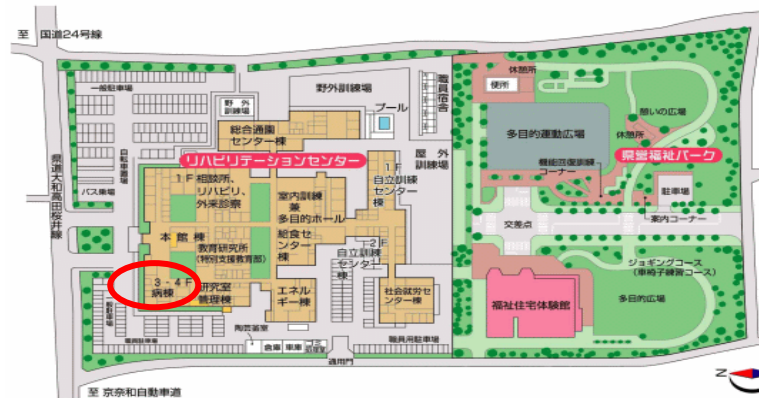 至 国道24号線
一般駐車場
野外
訓練場
野外訓練場
プール
職員宿舎
休憩所
便所
憩いの広場
総合通園
センター棟
屋外
訓練場
多目的運動広場
休憩所
自転車置場
リハビリテーションセンター
県営福祉パーク
県道大和高田桜井線
バス乗場
1F相談所、
リハビリ、
外来診察
室内訓練
兼
多目的ホール
1F
自立訓練
センター棟
機能回復訓練
コーナー
駐車場
案内コーナー
交差点
本館棟
教育研究所
(特別支援教育部)
給食セ
ンター
棟
2F
自立訓練
センター
棟
ジョギングコース
(車椅子練習コース)
3-4F
病棟
研究室
管理棟
エネル
ギー棟
社会就労セ
ンター棟
福祉住宅体験館
多目的広場
一般駐車場
職員駐車場
陶芸窯室
倉庫
車庫
ゴミ
職員用駐車場
通用門
至 京奈和自動車道
N